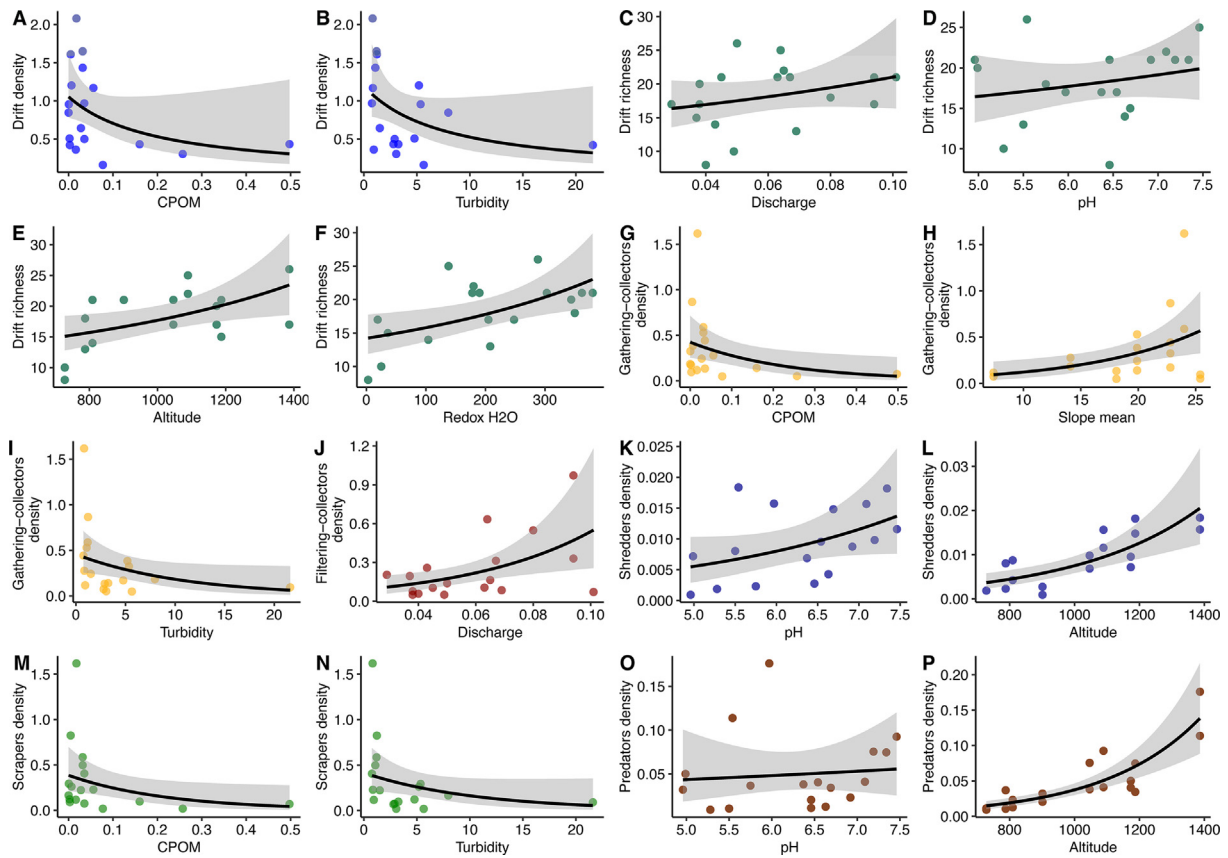 A
Drift density
2.0
1.5
1.0
0.5
0.0 0.1 0.2 0.3 0.4 0.5
CPOM
B
Drift density
2.0
1.5
1.0
0.5
0 5 10 15 20
Turbidity
C
Drift richness
30
25
20
15
10
0.04 0.06 0.08 0.10
Discharge
D
Drift richness
25
20
15
10
5.0 5.5 6.0 6.5 7.0 7.5
pH
E
Drift richness
30
25
20
15
10
800 1000 1200 1400
Altitude
F
Drift richness
30
25
20
15
10
0 100 200 300
Redox H2O
G
Gathering−collectors
density
1.5
1.0
0.5
0.0
0.0 0.1 0.2 0.3 0.4 0.5
CPOM
H
Gathering−collectors
density
1.5
1.0
0.5
0.0
10 15 20 25
Slope mean
I
Gathering−collectors
density
1.5
1.0
0.5
0.0
0 5 10 15 20
Turbidity
J
Filtering−collectors
density
1.2
0.9
0.6
0.3
0.0
0.04 0.06 0.08 0.10
Discharge
K
Shredders density
0.025
0.020
0.015
0.010
0.005
0.000
5.0 5.5 6.0 6.5 7.0 7.5
pH
L
Shredders density
0.03
0.02
0.01
0.00
800 1000 1200 1400
Altitude
M
Scrapers density
1.5
1.0
0.5
0.0
0.0 0.1 0.2 0.3 0.4 0.5
CPOM
N
Scrapers density
1.5
1.0
0.5
0.0
0 5 10 15 20
Turbidity
O
Predators density
0.15
0.10
0.05
5.0 5.5 6.0 6.5 7.0 7.5
pH
P
Predators density
0.20
0.15
0.10
0.05
0.00
800 1000 1200 1400
Altitude